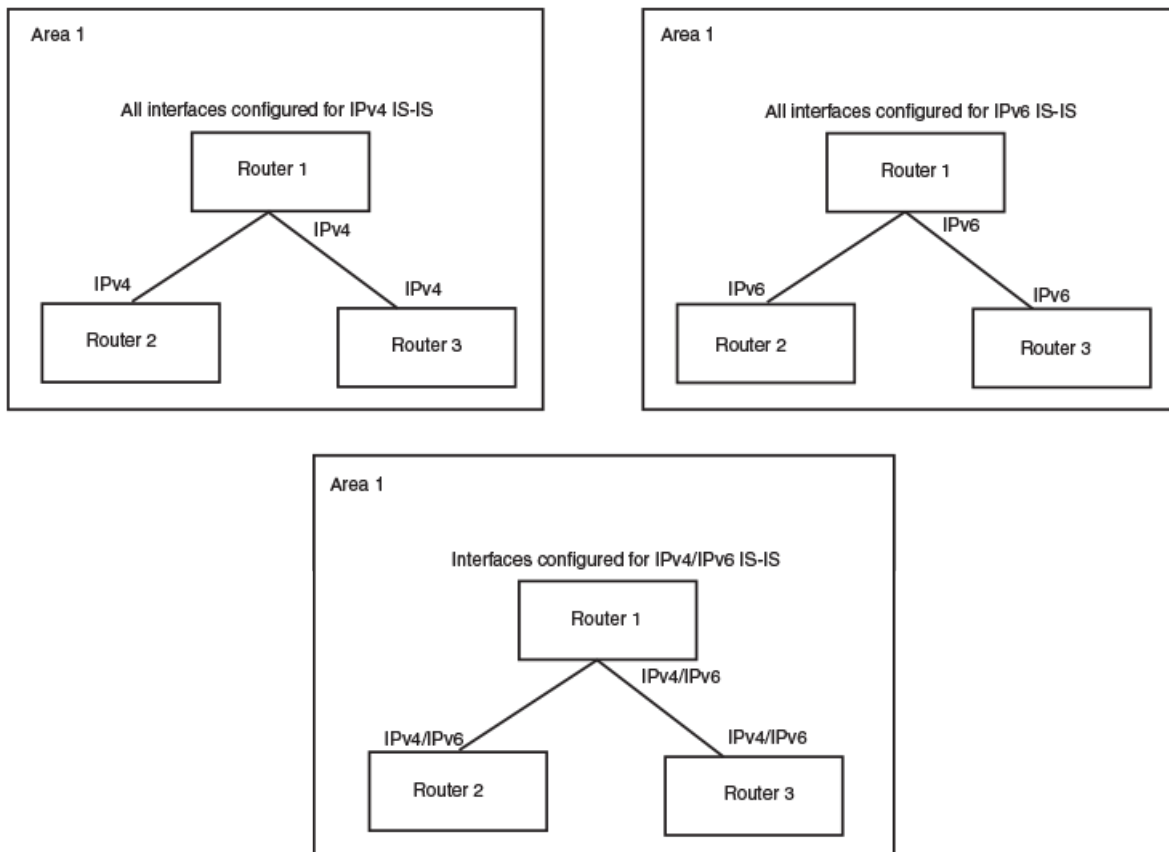 Area 1
All interfaces configured for IPv4 IS-IS
Router 1
IPv4
IPv4
IPv4
Router 2
Router 3
Area 1
All interfaces configured for IPv6 IS-IS
Router 1
IPv6
IPv6
IPv6
Router 2
Router 3
Area 1
Interfaces configured for IPv4/IPv6 IS-IS
Router 1
IPv4/IPv6
IPv4/IPv6
IPv4/IPv6
Router 2
Router 3